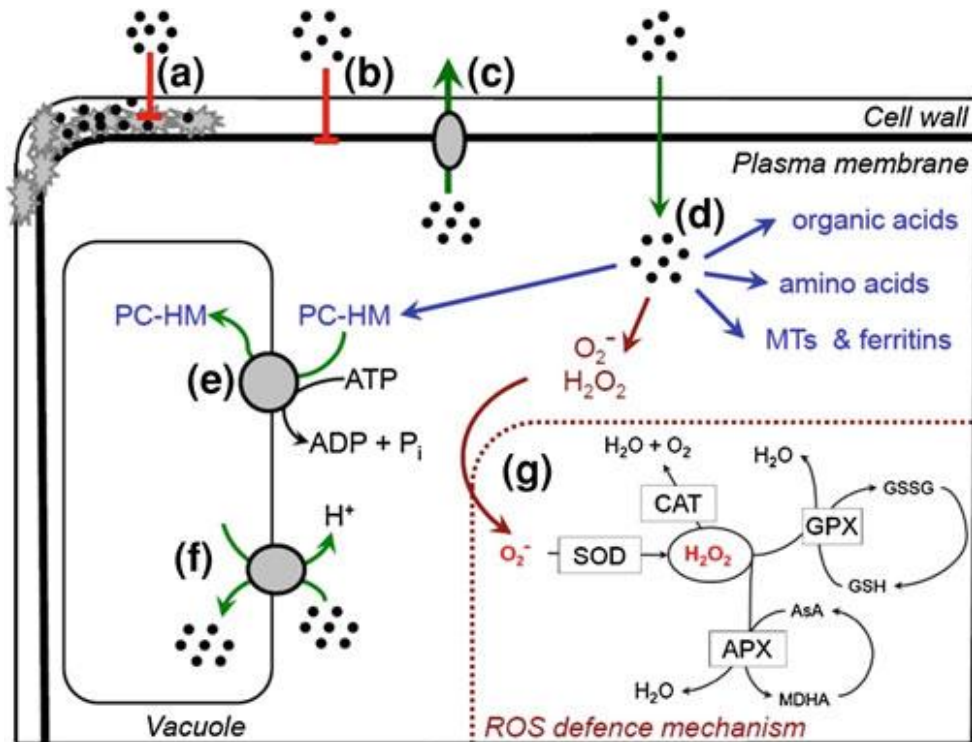 (a)
(b)
(c)
Cell wall
Plasma membrane
(d)
organic acids
amino acids
MTs & ferritins
PC-HM
PC-HM
O₂⁻
H₂O₂
(e)
ATP
ADP + Pᵢ
(f)
H⁺
Vacuole
(g)
H₂O + O₂
H₂O
CAT
GPX
GSSG
O₂⁻
SOD
H₂O₂
GSH
AsA
APX
H₂O
MDHA
ROS defence mechanism